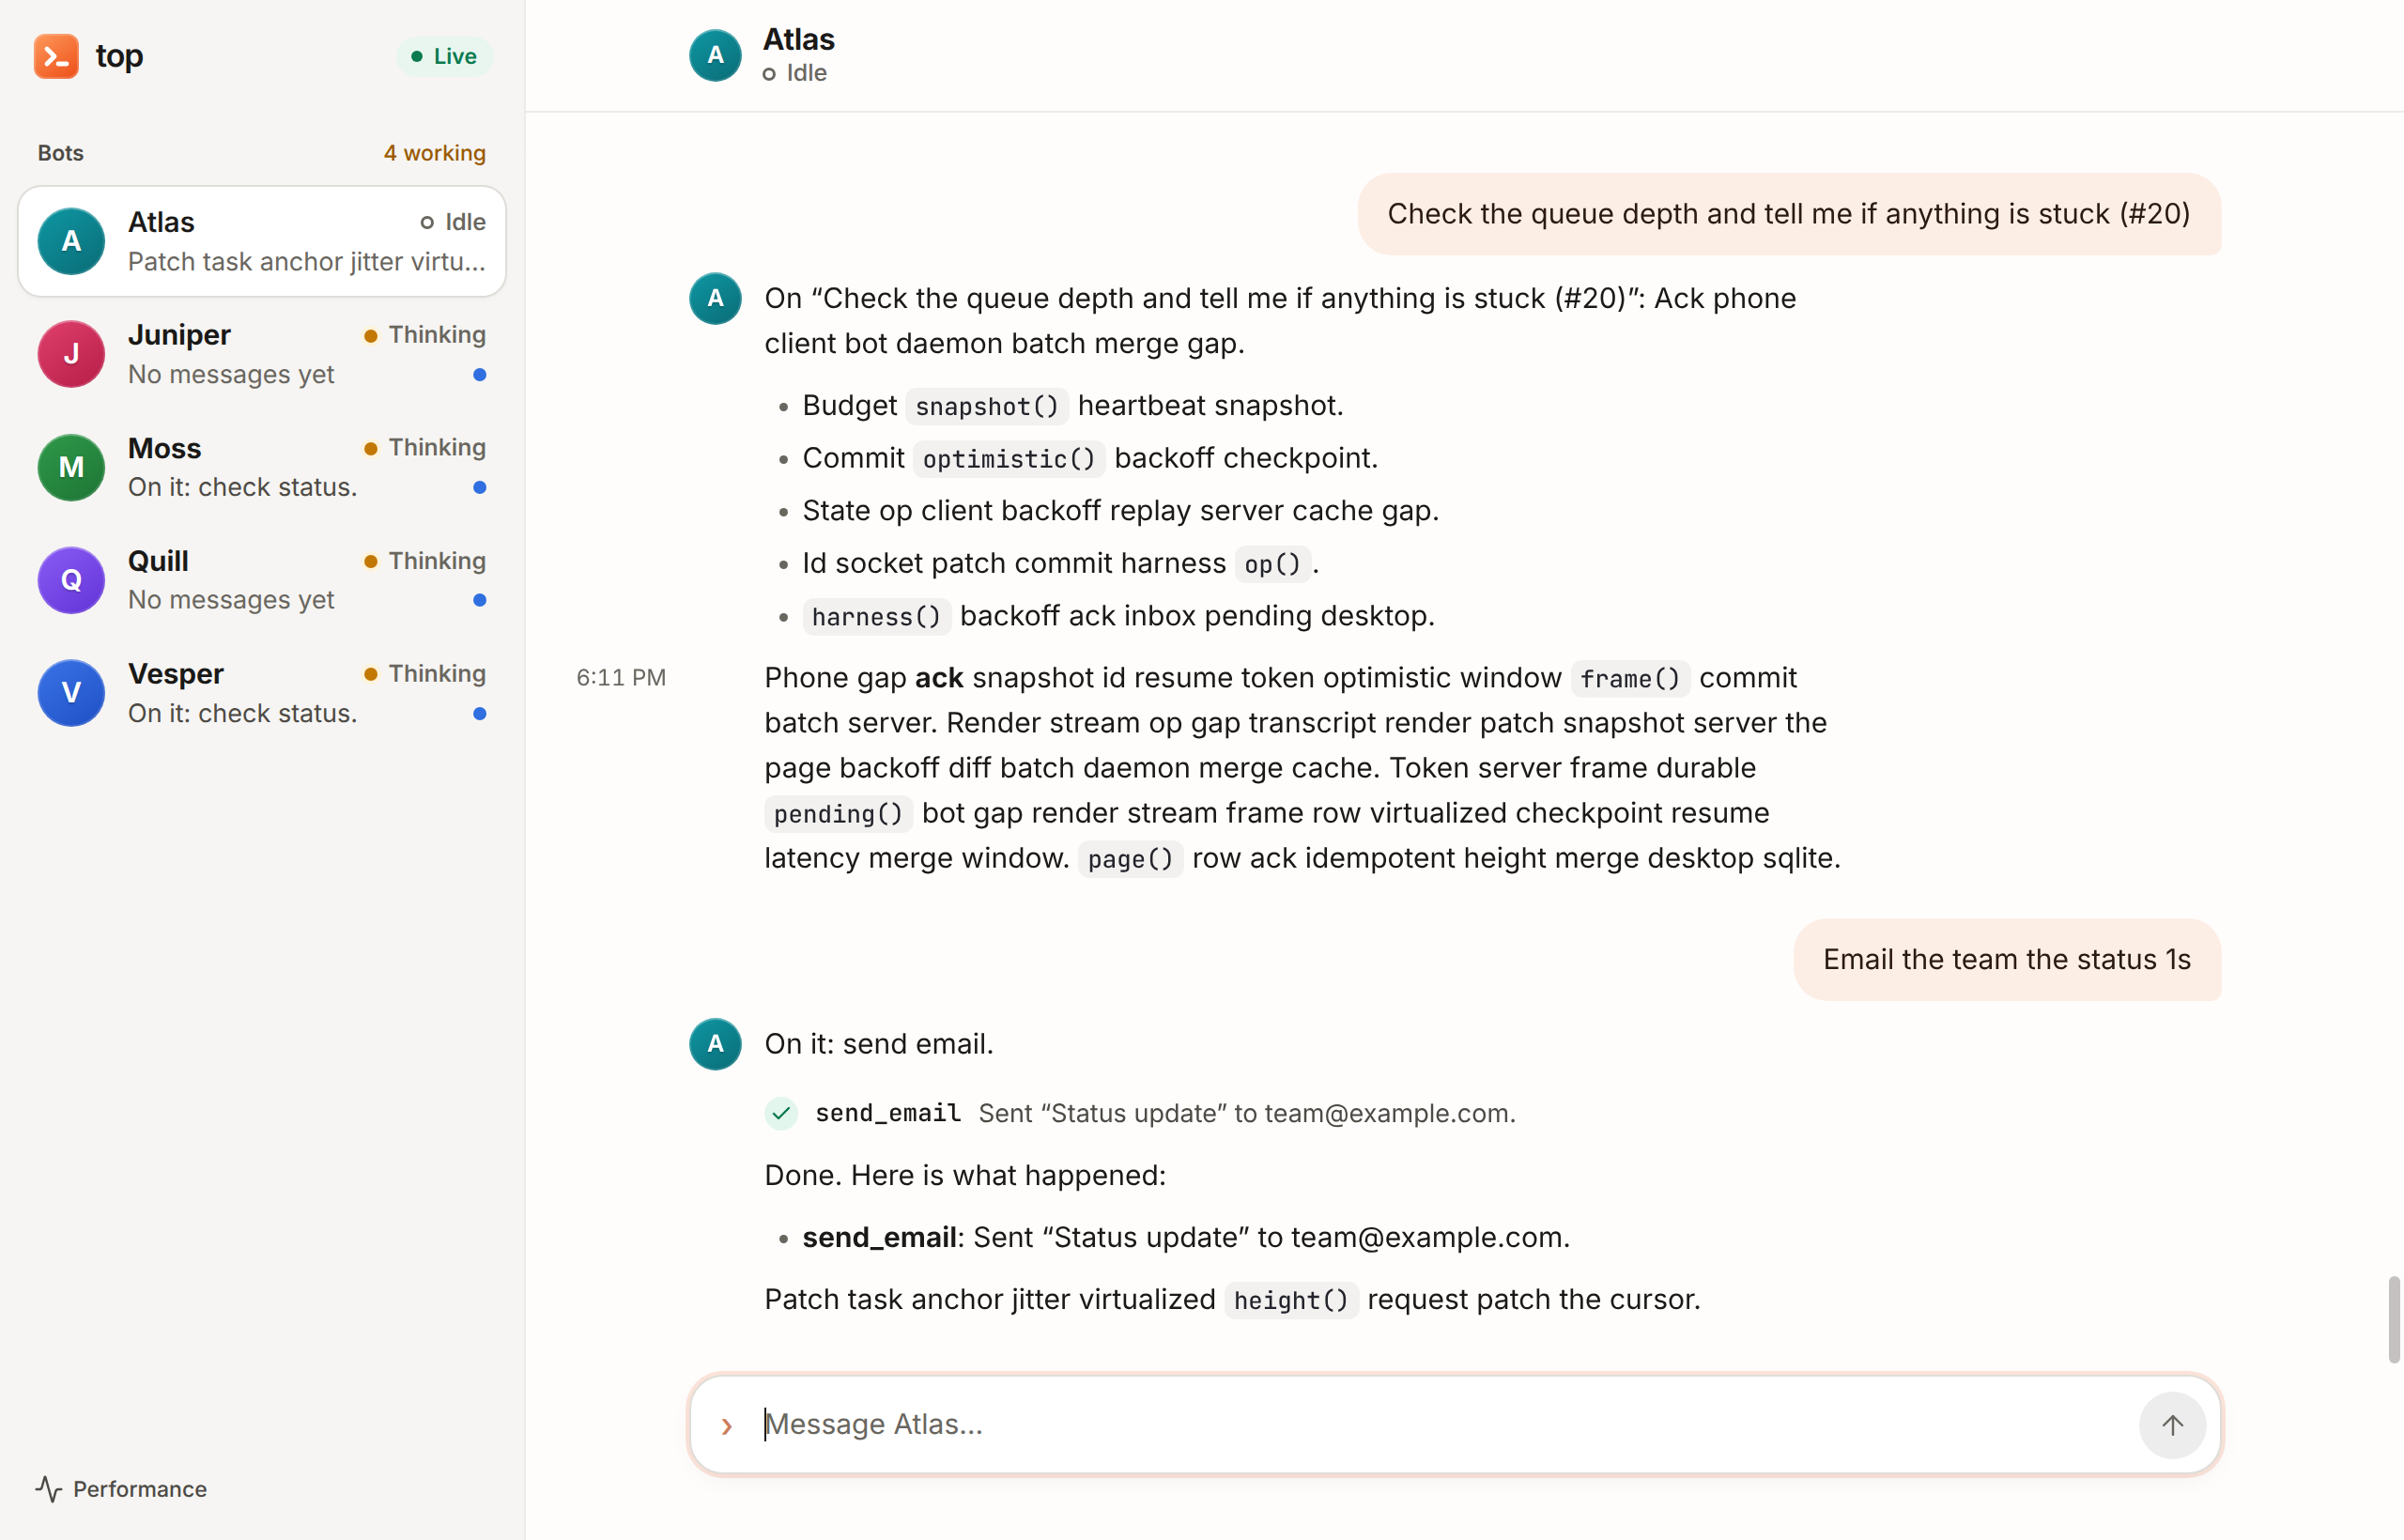 top
Live
Bots
4 working
A
Atlas
Idle
Patch task anchor jitter virtu...
J
Juniper
Thinking
No messages yet
M
Moss
Thinking
On it: check status.
Q
Quill
Thinking
No messages yet
V
Vesper
Thinking
On it: check status.
Performance
A
Atlas
Idle
Check the queue depth and tell me if anything is stuck (#20)
A
On “Check the queue depth and tell me if anything is stuck (#20)”: Ack phone
client bot daemon batch merge gap.
• Budget snapshot() heartbeat snapshot.
• Commit optimistic() backoff checkpoint.
• State op client backoff replay server cache gap.
• Id socket patch commit harness op().
• harness() backoff ack inbox pending desktop.
6:11 PM
Phone gap ack snapshot id resume token optimistic window frame() commit
batch server. Render stream op gap transcript render patch snapshot server the
page backoff diff batch daemon merge cache. Token server frame durable
pending() bot gap render stream frame row virtualized checkpoint resume
latency merge window. page() row ack idempotent height merge desktop sqlite.
Email the team the status 1s
A
On it: send email.
send_email Sent “Status update” to team@example.com.
Done. Here is what happened:
• send_email: Sent “Status update” to team@example.com.
Patch task anchor jitter virtualized height() request patch the cursor.
› Message Atlas...